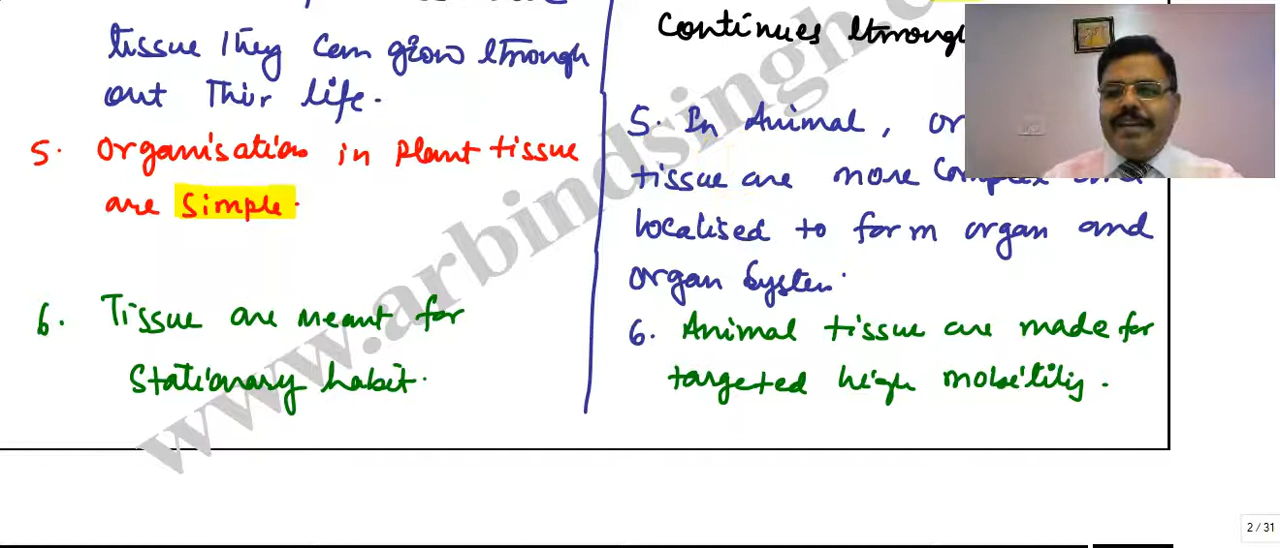 tissue They Can grow through
out Thir life.
5. Organisation in plant tissue
are Simple.
6. Tissue are meant for
Stationary habit.
Continues through
5. In Animal, or
tissue are more Complex
localised to form organ and
organ System.
6. Animal tissue are made for
targeted high mobility.
www.arbindsingh.c
2 / 31